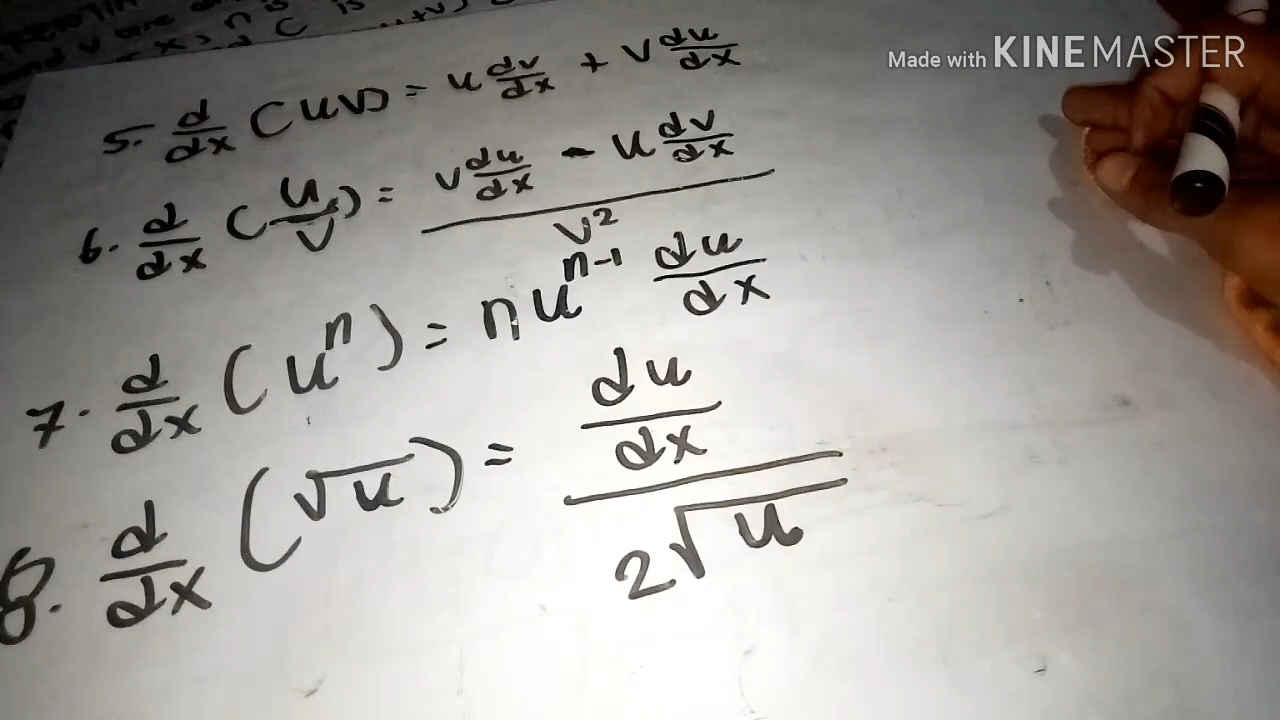 Made with KINEMASTER
5. d/dx (uv) = u dv/dx + v du/dx
6. d/dx (u/v) = (v du/dx - u dv/dx) / v²
7. d/dx (uⁿ) = nuⁿ⁻¹ du/dx
8. d/dx (√u) = (du/dx) / (2√u)